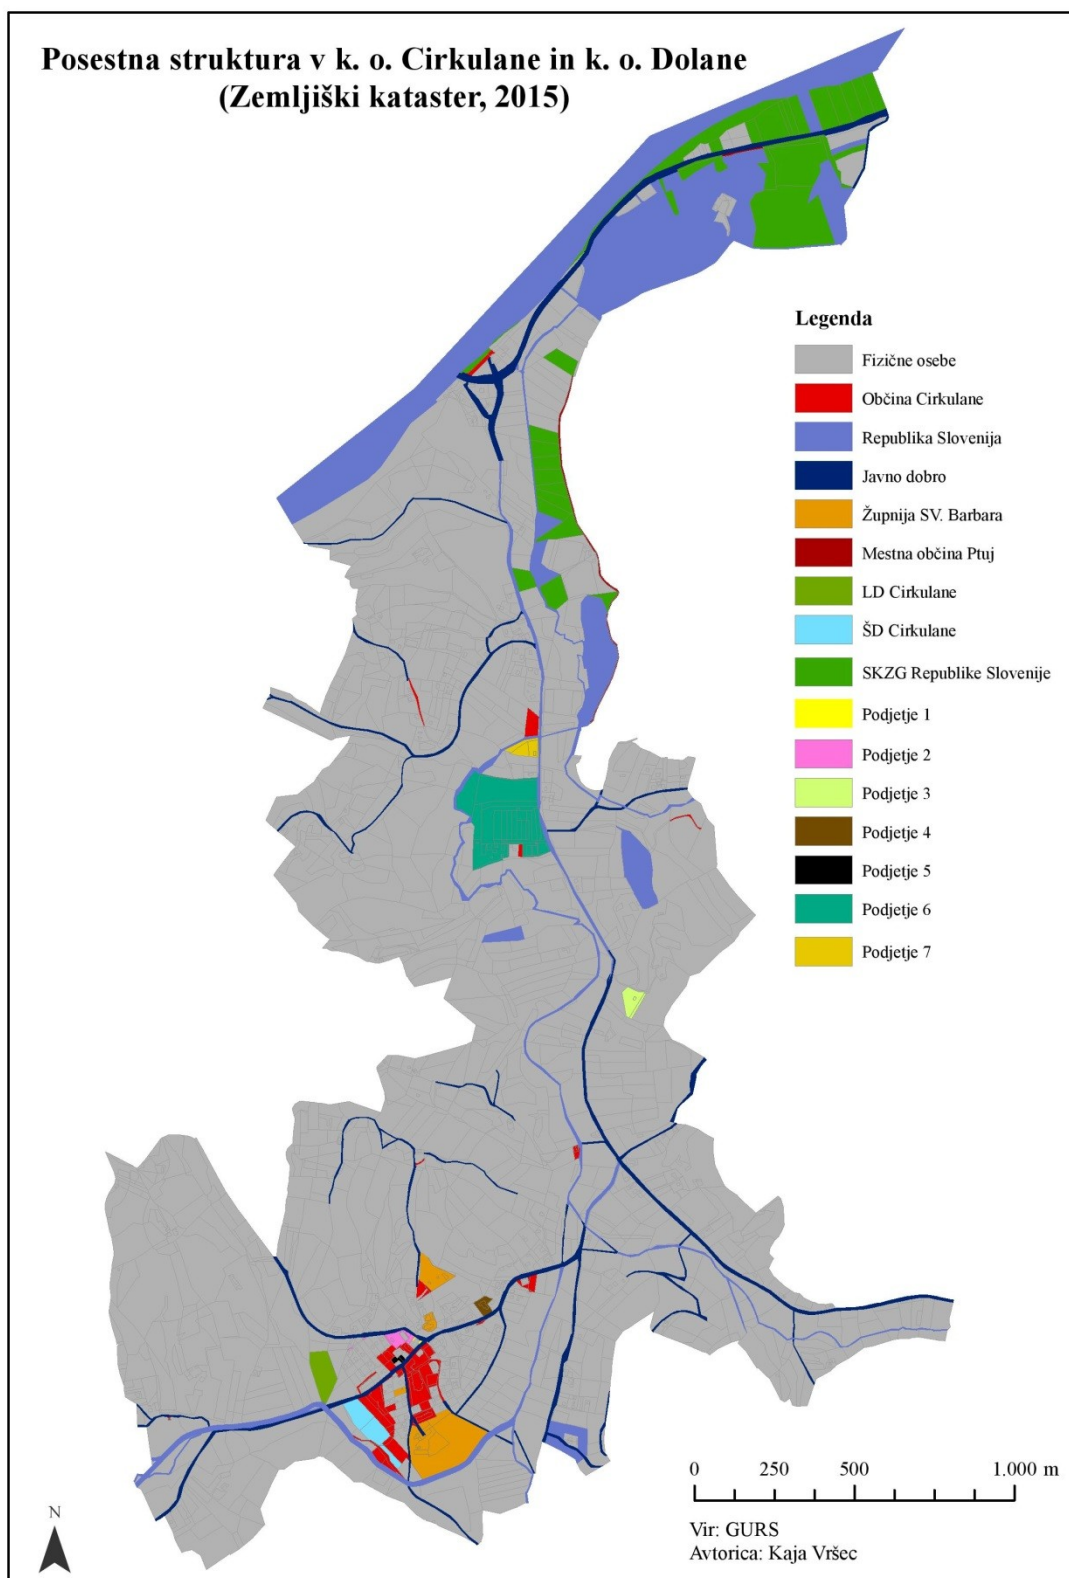 Posestna struktura v k. o. Cirkulane in k. o. Dolane
(Zemljiški kataster, 2015)
Legenda
Fizične osebe
Občina Cirkulane
Republika Slovenija
Javno dobro
Župnija SV. Barbara
Mestna občina Ptuj
LD Cirkulane
ŠD Cirkulane
SKZG Republike Slovenije
Podjetje 1
Podjetje 2
Podjetje 3
Podjetje 4
Podjetje 5
Podjetje 6
Podjetje 7
0 250 500 1.000 m
N
Vir: GURS
Avtorica: Kaja Vršec